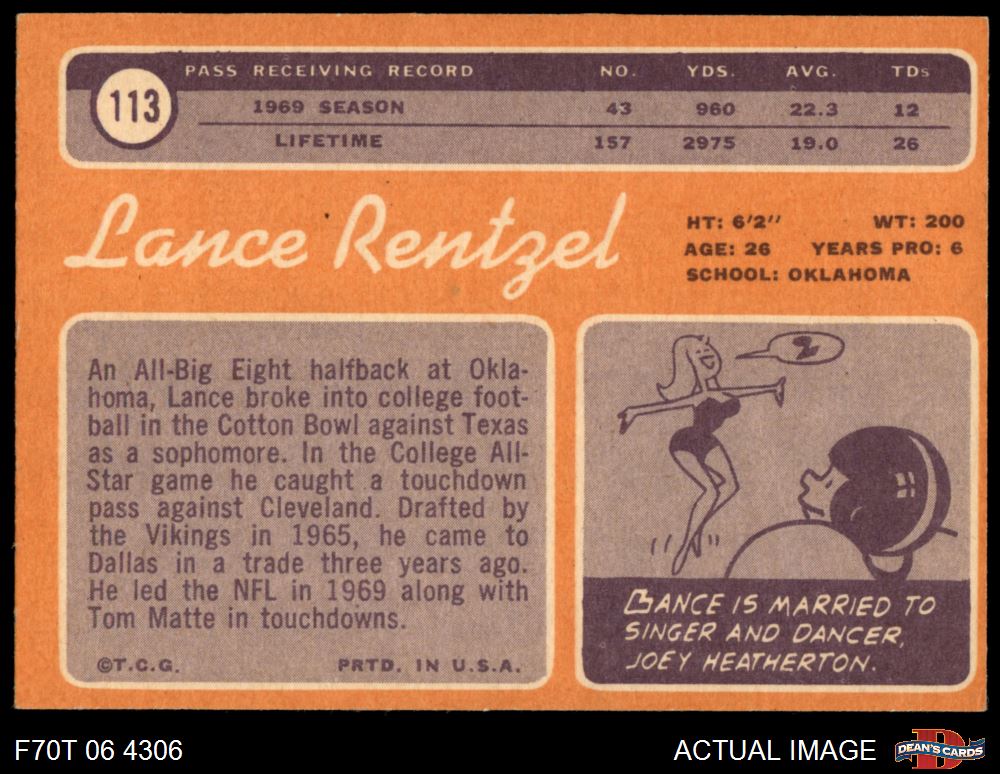 PASS RECEIVING RECORD NO. YDS. AVG. TDs
113
1969 SEASON 43 960 22.3 12
LIFETIME 157 2975 19.0 26
Lance Rentzel
HT: 6'2" WT: 200
AGE: 26 YEARS PRO: 6
SCHOOL: OKLAHOMA
An All-Big Eight halfback at Okla-
homa, Lance broke into college foot-
ball in the Cotton Bowl against Texas
as a sophomore. In the College All-
Star game he caught a touchdown
pass against Cleveland. Drafted by
the Vikings in 1965, he came to
Dallas in a trade three years ago.
He led the NFL in 1969 along with
Tom Matte in touchdowns.
©T.C.G. PRTD. IN U.S.A.
LANCE IS MARRIED TO
SINGER AND DANCER,
JOEY HEATHERTON.
F70T 06 4306
ACTUAL IMAGE
D
DEAN'S CARDS